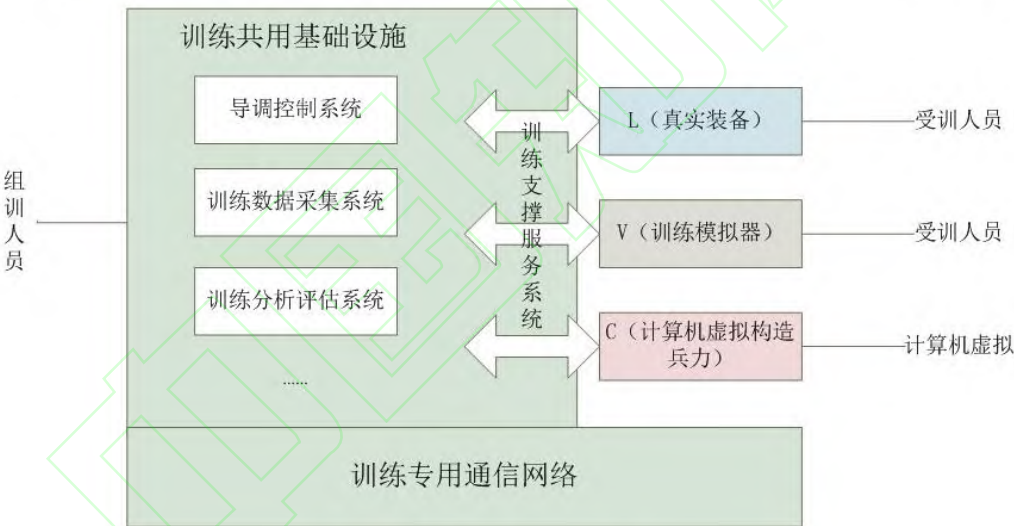 训练共用基础设施
导调控制系统
训练数据采集系统
训练分析评估系统
......
组训人员
训练支撑服务系统
L（真实装备）
受训人员
V（训练模拟器）
受训人员
C（计算机虚拟构造
兵力）
计算机虚拟
训练专用通信网络